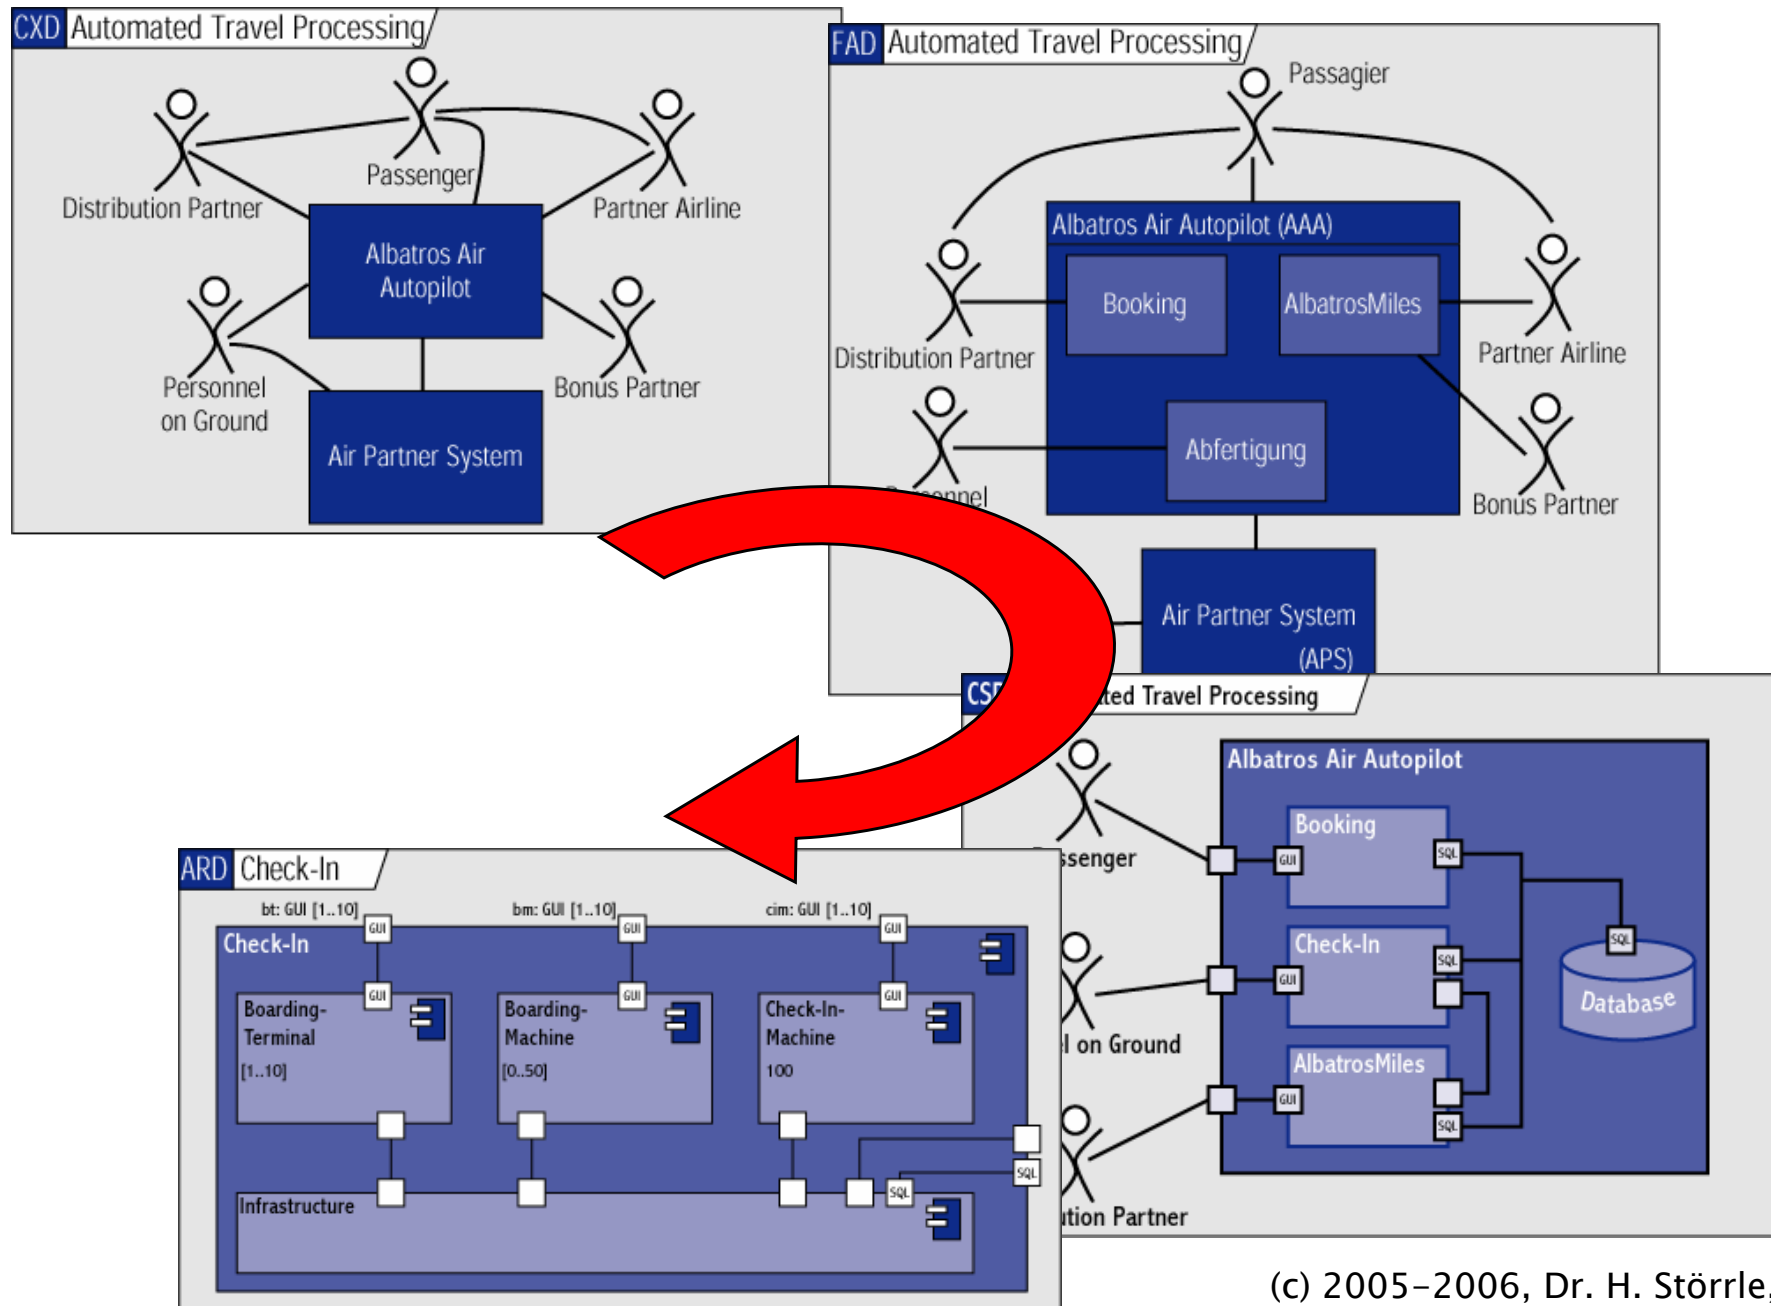 CXD Automated Travel Processing
Passenger
Distribution Partner
Partner Airline
Albatros Air
Autopilot
Personnel
on Ground
Bonus Partner
Air Partner System
FAD Automated Travel Processing
Passagier
Albatros Air Autopilot (AAA)
Booking
AlbatrosMiles
Distribution Partner
Partner Airline
Abfertigung
Bonus Partner
Air Partner System
(APS)
Travel Processing
Albatros Air Autopilot
Booking
GUI
SQL
Check-In
GUI
SQL
SQL
Database
on Ground
AlbatrosMiles
GUI
SQL
Partner
ARD Check-In
bt: GUI [1..10]
bm: GUI [1..10]
cim: GUI [1..10]
GUI
GUI
GUI
Check-In
GUI
GUI
GUI
Boarding-
Terminal
[1..10]
Boarding-
Machine
[0..50]
Check-In-
Machine
100
SQL
SQL
Infrastructure
(c) 2005-2006, Dr. H. Störrle,